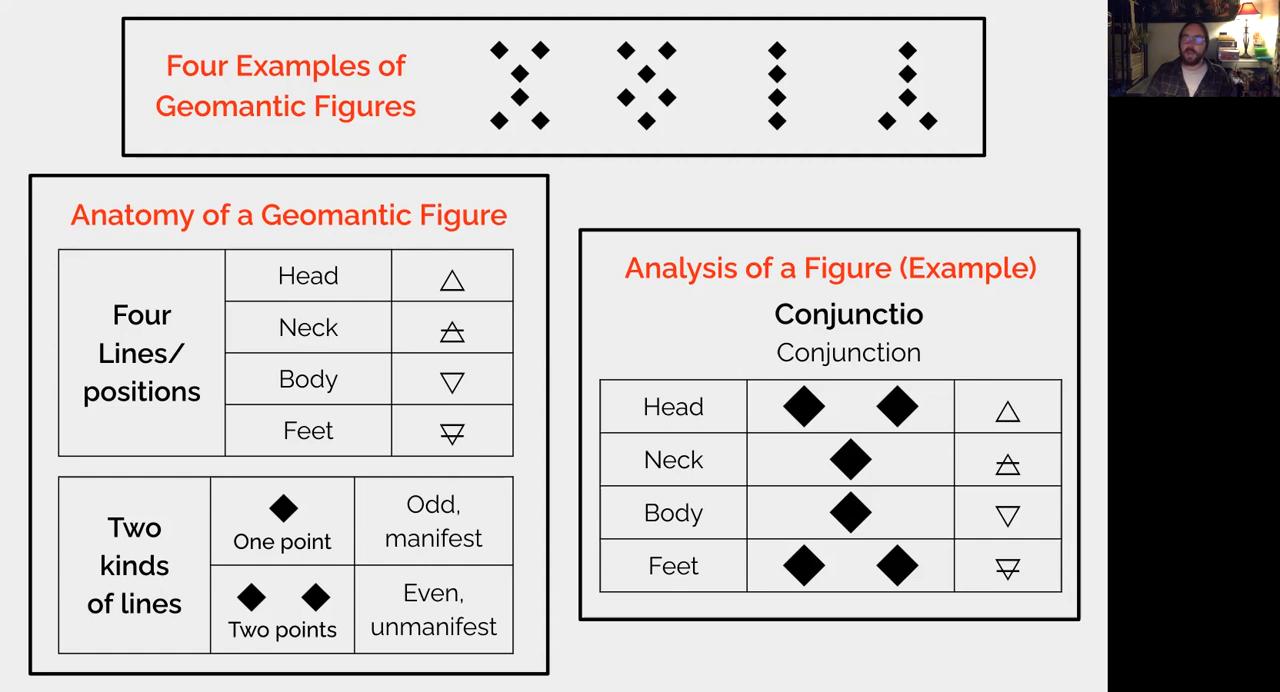 Four Examples of
Geomantic Figures
Anatomy of a Geomantic Figure
Four
Lines/
positions
Head
Neck
Body
Feet
Two
kinds
of lines
One point
Odd,
manifest
Two points
Even,
unmanifest
Analysis of a Figure (Example)
Conjunctio
Conjunction
Head
Neck
Body
Feet